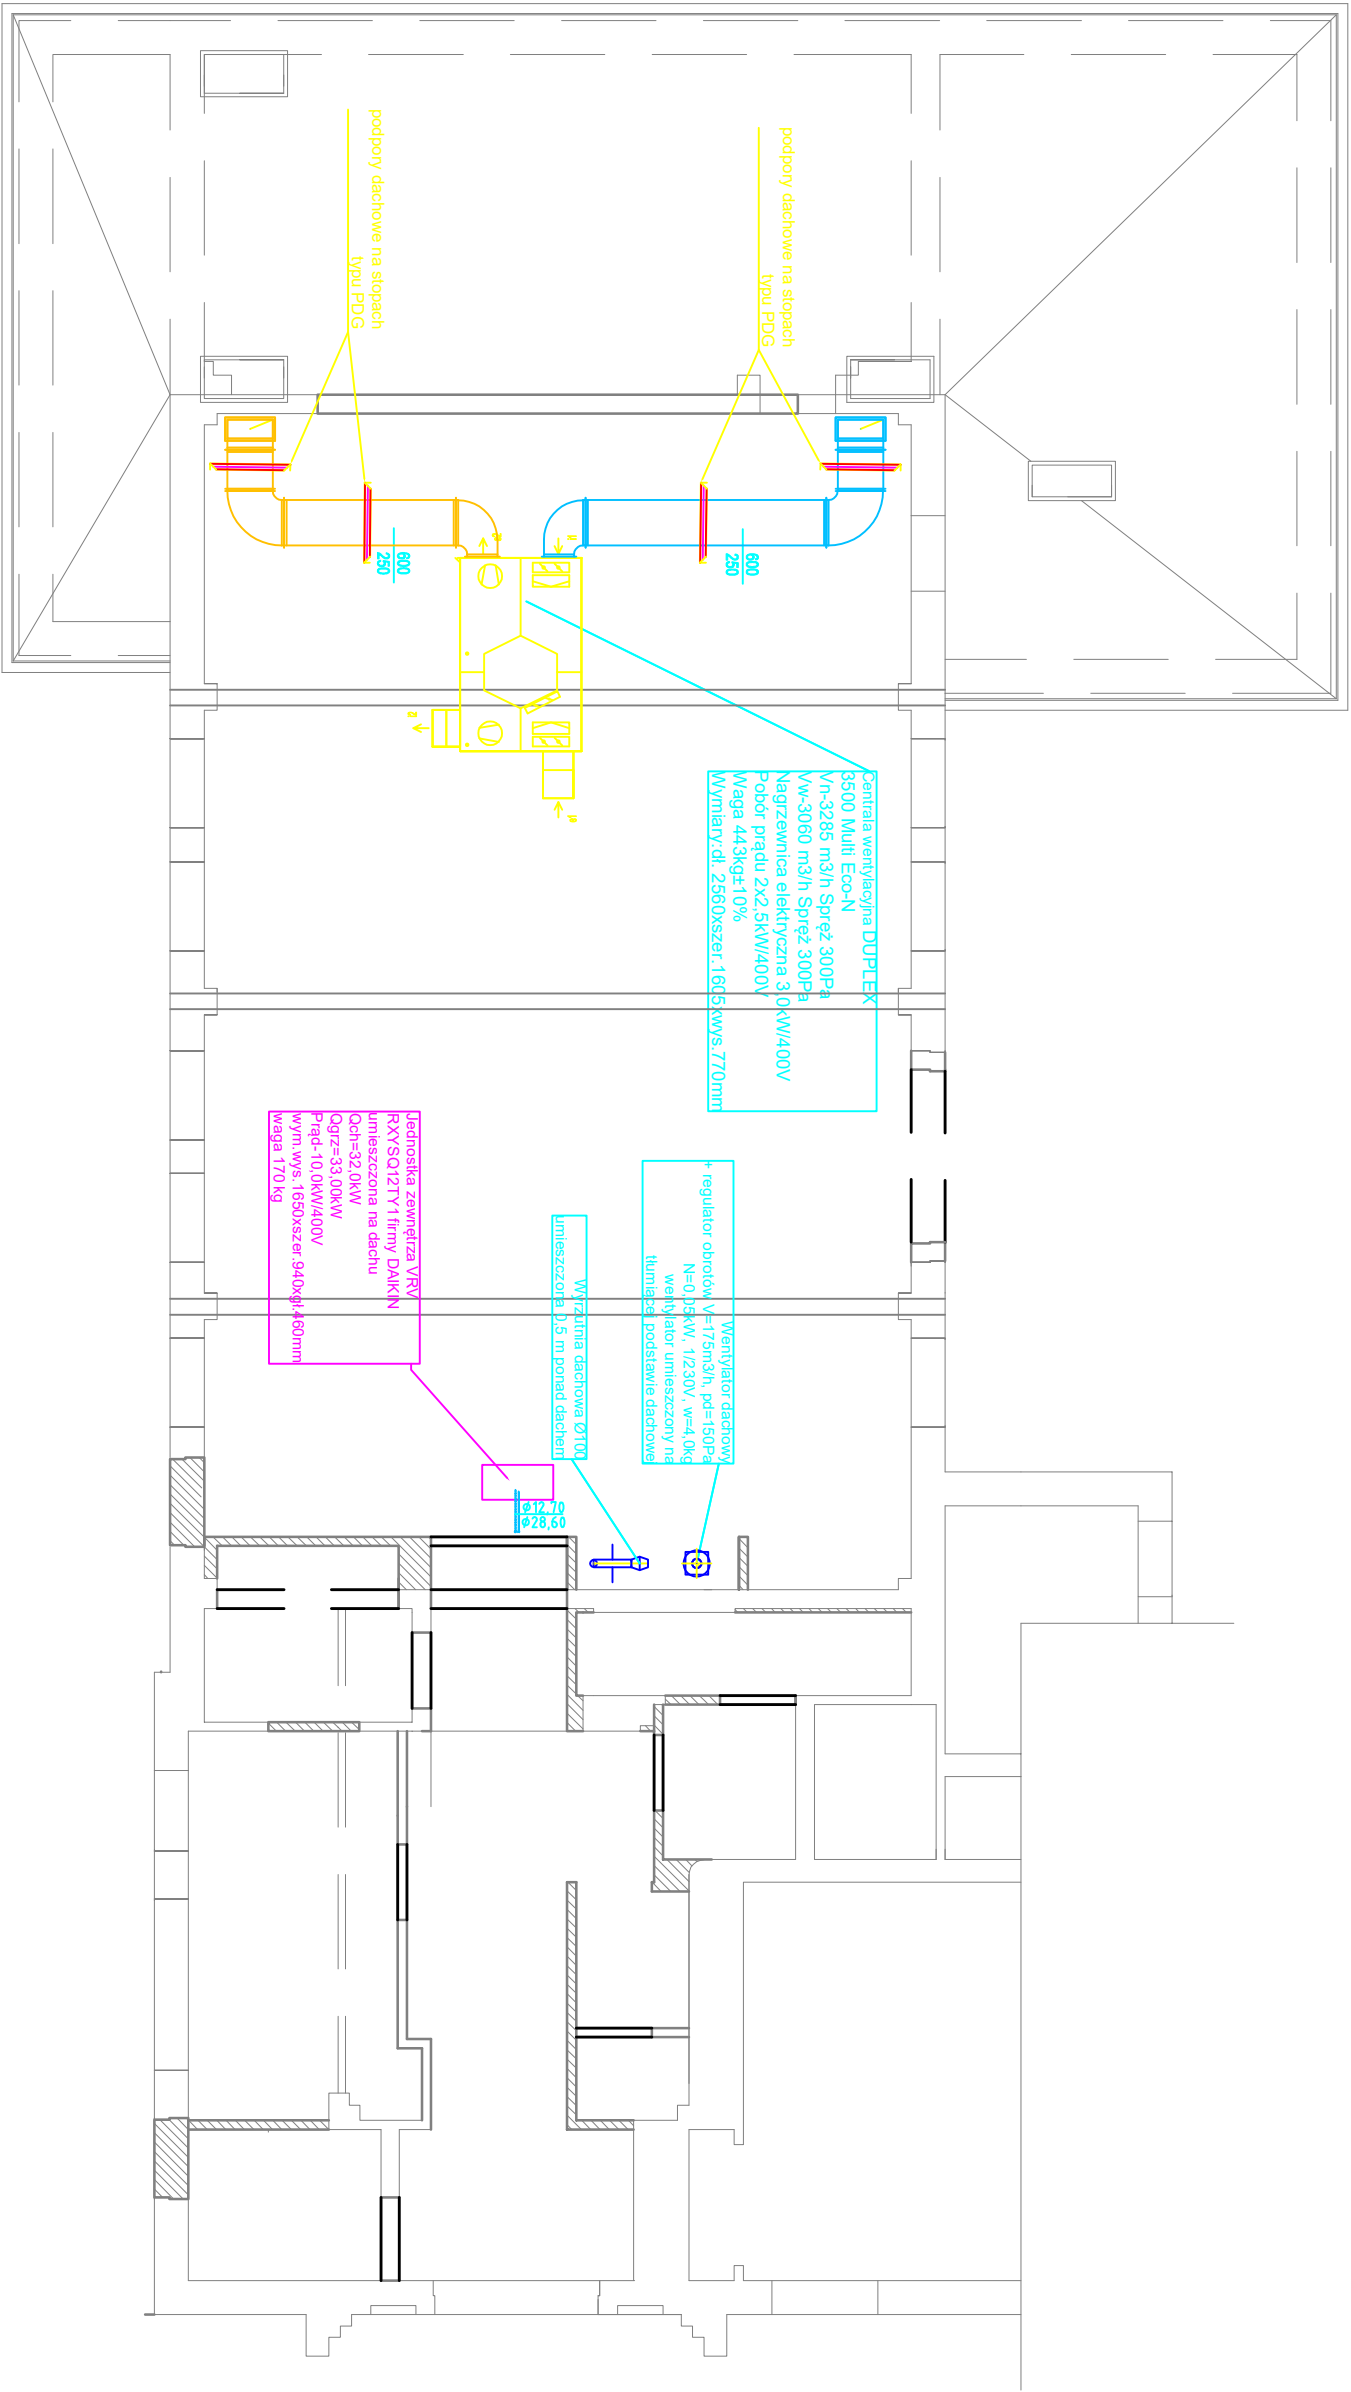 podpory dachowe na stopach
typu PDG
podpory dachowe na stopach
typu PDG
600
250
600
250
Centrala wentylacyjna DUPLEX
3500 Multi Eco-N
Vn-3285 m3/h Spręż 300Pa
Vw-3060 m3/h Spręż 300Pa
Nagrzewnica elektryczna 3,0kW/400V
Pobór prądu 2x2,5kW/400V
Waga 443kg±10%
Wymiary:dł. 2560xszer.1605xwys.770mm
Wentylator dachowy
+ regulator obrotów V=175m3/h, pd=150Pa
N=0,05kW, 1/230V, w=4,0kg
wentylator umieszczony na
tłumiącej podstawie dachowe
Wyrzutnia dachowa Ø100
umieszczona 0,5 m ponad dachem
Jednostka zewnętrza VRV
RXYSQ12TY1firmy DAIKIN
umieszczona na dachu
Qch=32,0kW
Qgrz=33,00kW
Prąd-10,0kW/400V
wym.wys.1650xszer.940xgł.460mm
waga 170 kg
ø12,70
ø28,60